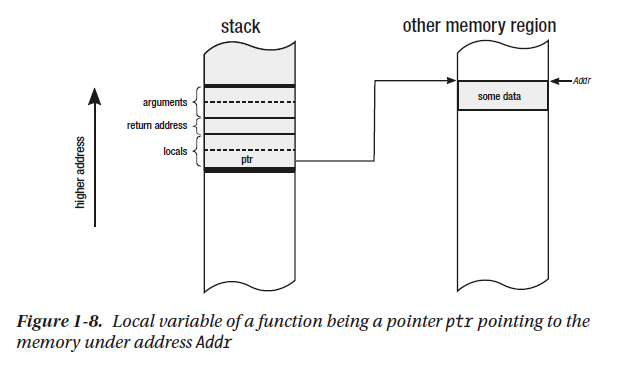 stack
other memory region
Addr
some data
arguments
return address
locals
ptr
higher address
Figure 1-8. Local variable of a function being a pointer ptr pointing to the
memory under address Addr